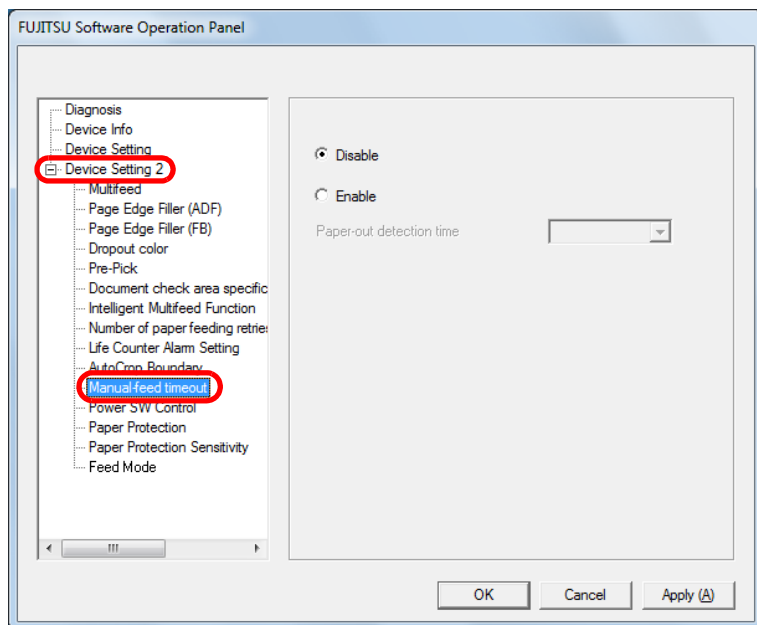 FUJITSU Software Operation Panel
Diagnosis
Device Info
Device Setting
Device Setting 2
Multifeed
Page Edge Filler (ADF)
Page Edge Filler (FB)
Dropout color
Pre-Pick
Document check area specific
Intelligent Multifeed Function
Number of paper feeding retries
Life Counter Alarm Setting
AutoCrop Boundary
Manual-feed timeout
Power SW Control
Paper Protection
Paper Protection Sensitivity
Feed Mode
Disable
Enable
Paper-out detection time
OK Cancel Apply (A)